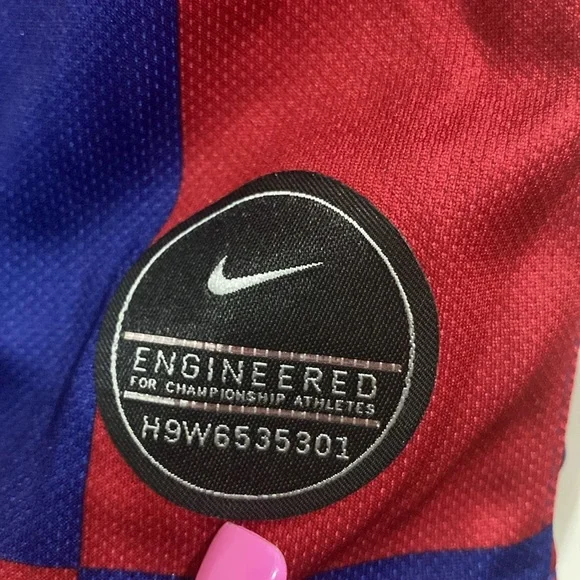 ENGINEERED
FOR CHAMPIONSHIP ATHLETES
H9W6535301